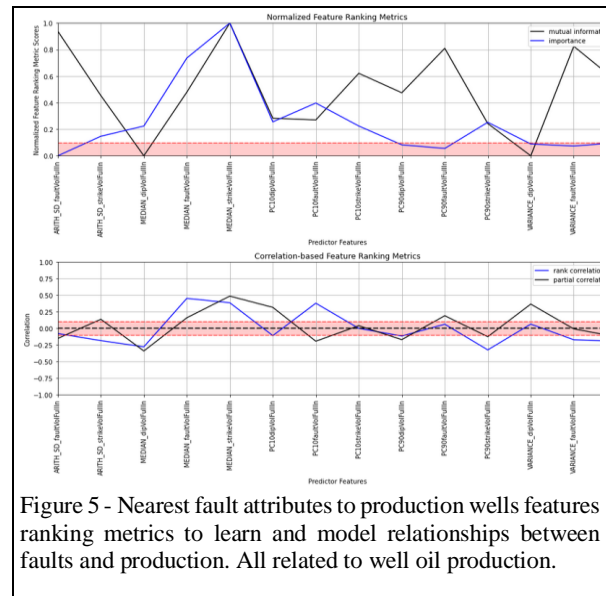 Normalized Feature Ranking Metrics
mutual informat
importance
Normalized Feature Ranking Metric Scores
1.0
0.8
0.6
0.4
0.2
0.0
ARITH_SD_faultVolFullIn
ARITH_SD_strikeVolFullIn
MEDIAN_dipVolFullIn
MEDIAN_faultVolFullIn
MEDIAN_strikeVolFullIn
PC10dipVolFullIn
PC10faultVolFullIn
PC10strikeVolFullIn
PC90dipVolFullIn
PC90faultVolFullIn
PC90strikeVolFullIn
VARIANCE_dipVolFullIn
VARIANCE_faultVolFullIn
Predictor Features
Correlation-based Feature Ranking Metrics
rank correlation
partial correlat
Correlation
1.00
0.75
0.50
0.25
0.00
−0.25
−0.50
−0.75
−1.00
ARITH_SD_faultVolFullIn
ARITH_SD_strikeVolFullIn
MEDIAN_dipVolFullIn
MEDIAN_faultVolFullIn
MEDIAN_strikeVolFullIn
PC10dipVolFullIn
PC10faultVolFullIn
PC10strikeVolFullIn
PC90dipVolFullIn
PC90faultVolFullIn
PC90strikeVolFullIn
VARIANCE_dipVolFullIn
VARIANCE_faultVolFullIn
Predictor Features
Figure 5 - Nearest fault attributes to production wells features
ranking metrics to learn and model relationships between
faults and production. All related to well oil production.